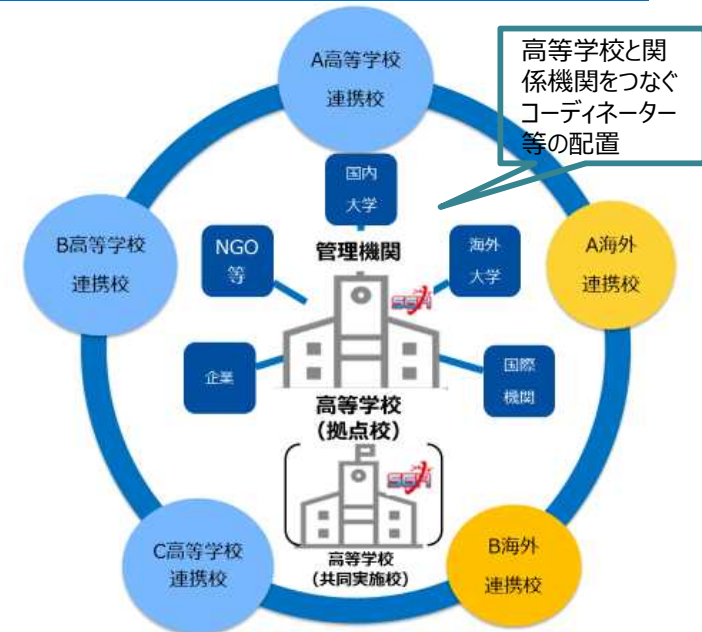 A高等学校
連携校
高等学校と関
係機関をつなぐ
コーディネーター
等の配置
国内
大学
B高等学校
連携校
NGO
等
管理機関
海外
大学
A海外
連携校
SGH
企業
国際
機関
高等学校
(拠点校)
SGH
C高等学校
連携校
高等学校
(共同実施校)
B海外
連携校